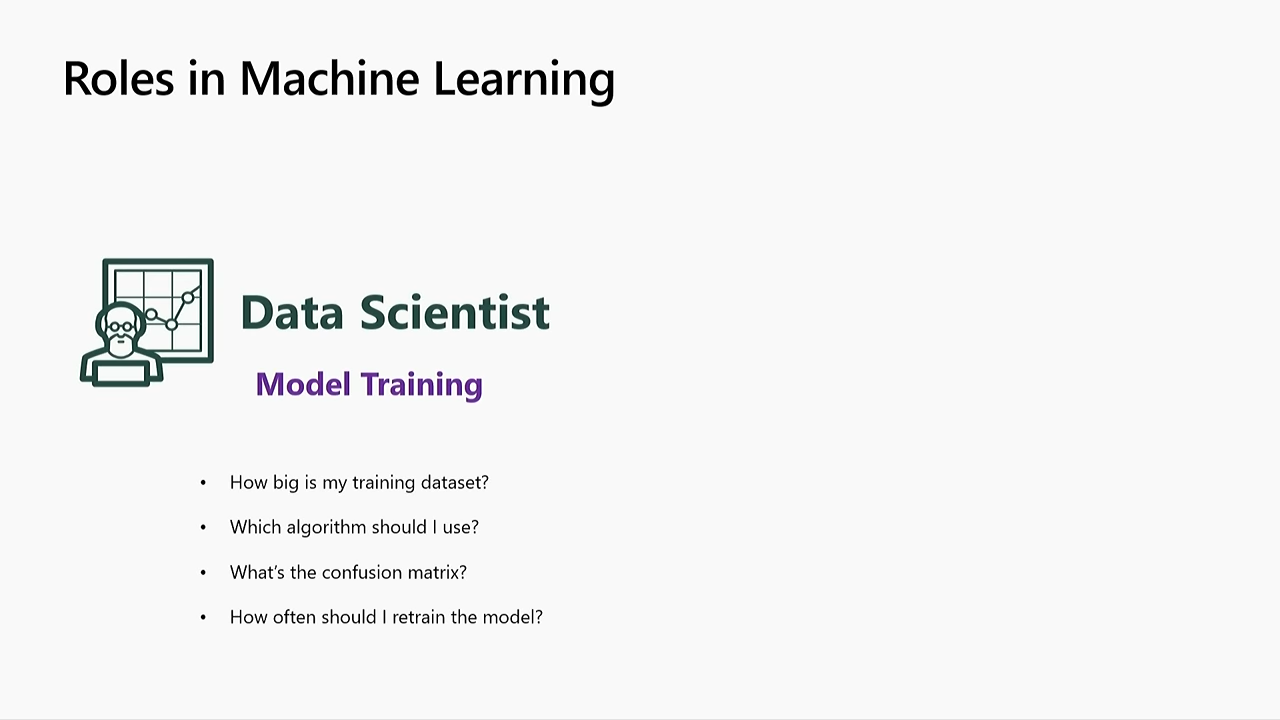 Roles in Machine Learning
Data Scientist
Model Training
• How big is my training dataset?
• Which algorithm should I use?
• What's the confusion matrix?
• How often should I retrain the model?